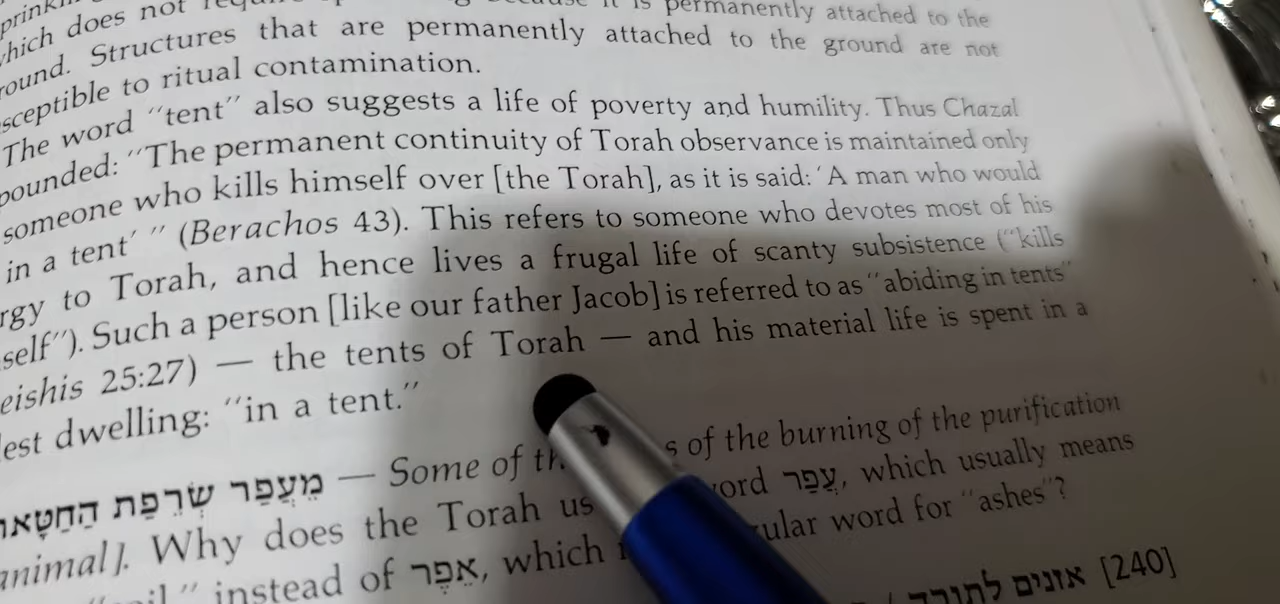 is permanently attached to the
which does not
round. Structures that are permanently attached to the ground are not
sceptible to ritual contamination.
The word “tent” also suggests a life of poverty and humility. Thus Chazal
pounded: “The permanent continuity of Torah observance is maintained only
someone who kills himself over [the Torah], as it is said: ‘A man who would
in a tent’ ” (Berachos 43). This refers to someone who devotes most of his
rgy to Torah, and hence lives a frugal life of scanty subsistence (“kills
self”). Such a person [like our father Jacob] is referred to as “abiding in tents”
eishis 25:27) — the tents of Torah — and his material life is spent in a
est dwelling: “in a tent.”
מֵעֲפַר שְׂרֵפַת הַחַטָּאת — Some of th s of the burning of the purification
animal]. Why does the Torah us word עֲפַר, which usually means
instead of אֵפֶר, which ular word for “ashes”?
אזנים לתורה [240]